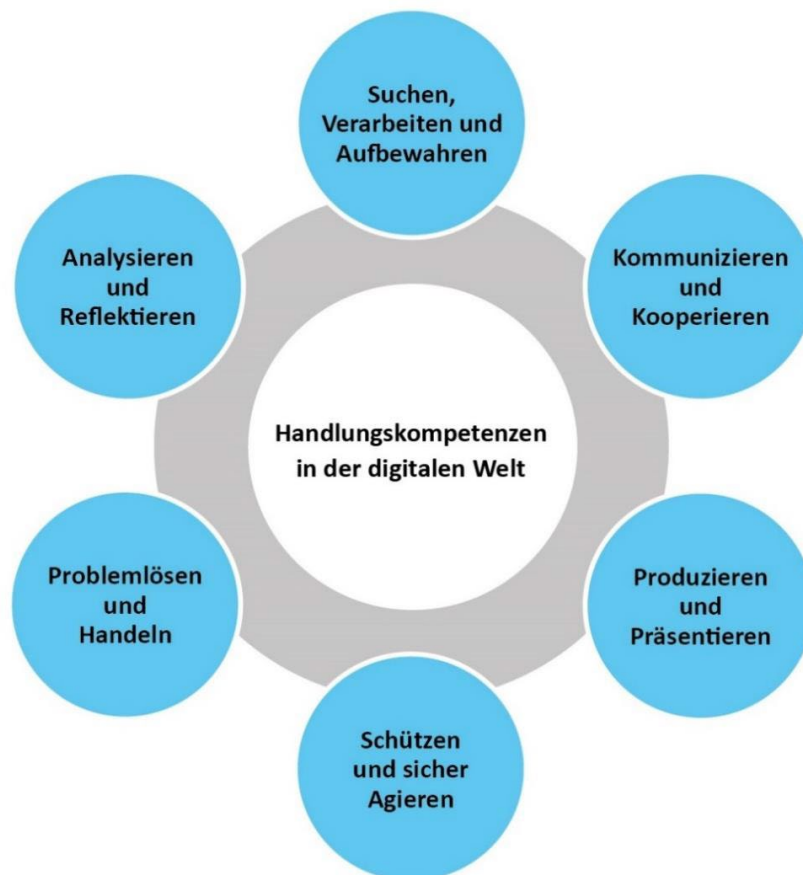 Suchen,
Verarbeiten und
Aufbewahren
Kommunizieren
und
Kooperieren
Produzieren
und
Präsentieren
Schützen
und sicher
Agieren
Problemlösen
und
Handeln
Analysieren
und
Reflektieren
Handlungskompetenzen
in der digitalen Welt